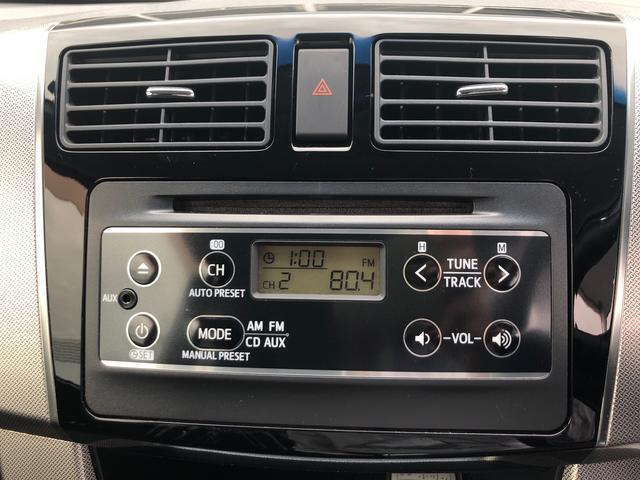 :00
H
M
CH
AUTO PRESET
1:00
FM
CH 2 80.4
TUNE
TRACK
AUX
MODE
AM FM
CD AUX
MANUAL PRESET
SET
-VOL-